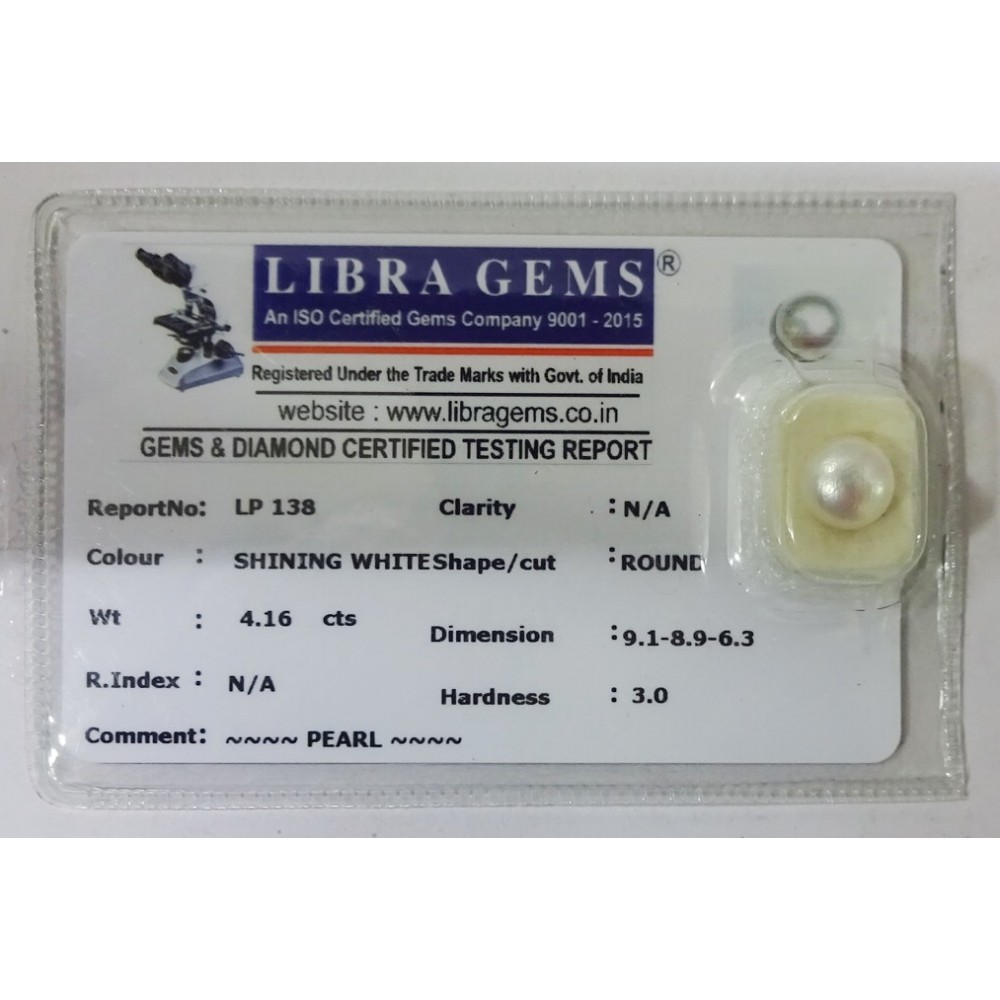 LIBRA GEMS ®
An ISO Certified Gems Company 9001 - 2015
Registered Under the Trade Marks with Govt. of India
website : www.libragems.co.in
GEMS & DIAMOND CERTIFIED TESTING REPORT
ReportNo: LP 138 Clarity : N/A
Colour : SHINING WHITE Shape/cut : ROUND
Wt : 4.16 cts Dimension : 9.1-8.9-6.3
R.Index : N/A Hardness : 3.0
Comment: ~~~~ PEARL ~~~~